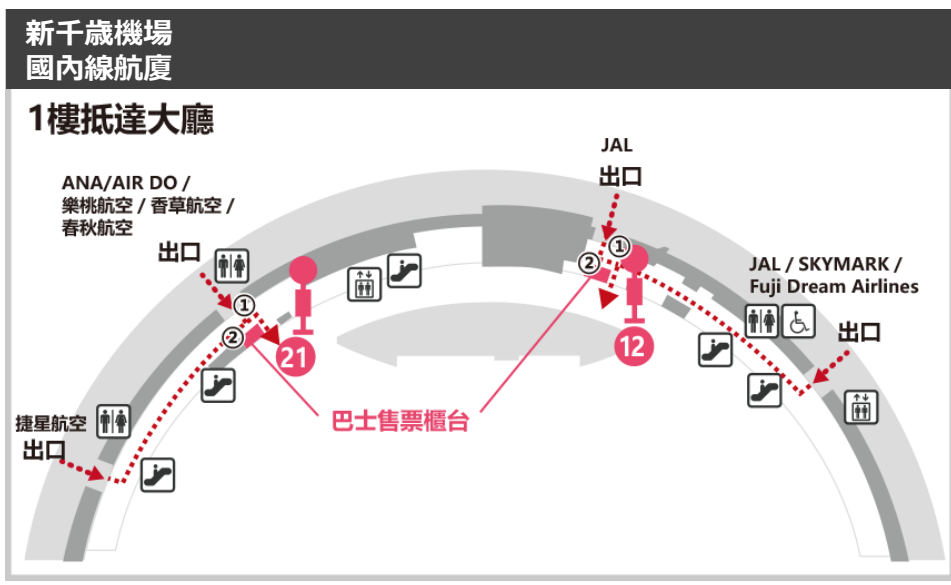 新千歳機場
國內線航廈
1樓抵達大廳
JAL
出口
ANA/AIR DO /
樂桃航空 / 香草航空 /
春秋航空
出口
①
②
①
②
JAL / SKYMARK /
Fuji Dream Airlines
出口
21
12
巴士售票櫃台
捷星航空
出口